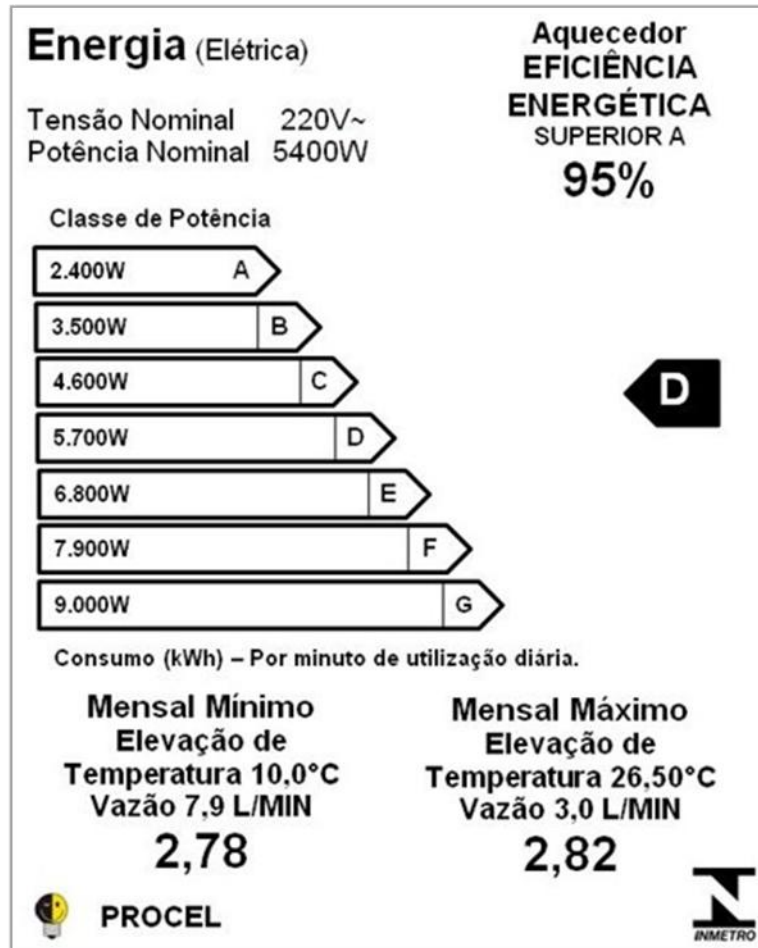 Energia (Elétrica)
Tensão Nominal 220V~
Potência Nominal 5400W
Aquecedor
EFICIÊNCIA
ENERGÉTICA
SUPERIOR A
95%
Classe de Potência
2.400W A
3.500W B
4.600W C
5.700W D
6.800W E
7.900W F
9.000W G
D
Consumo (kWh) – Por minuto de utilização diária.
Mensal Mínimo
Elevação de
Temperatura 10,0°C
Vazão 7,9 L/MIN
2,78
Mensal Máximo
Elevação de
Temperatura 26,50°C
Vazão 3,0 L/MIN
2,82
PROCEL
INMETRO